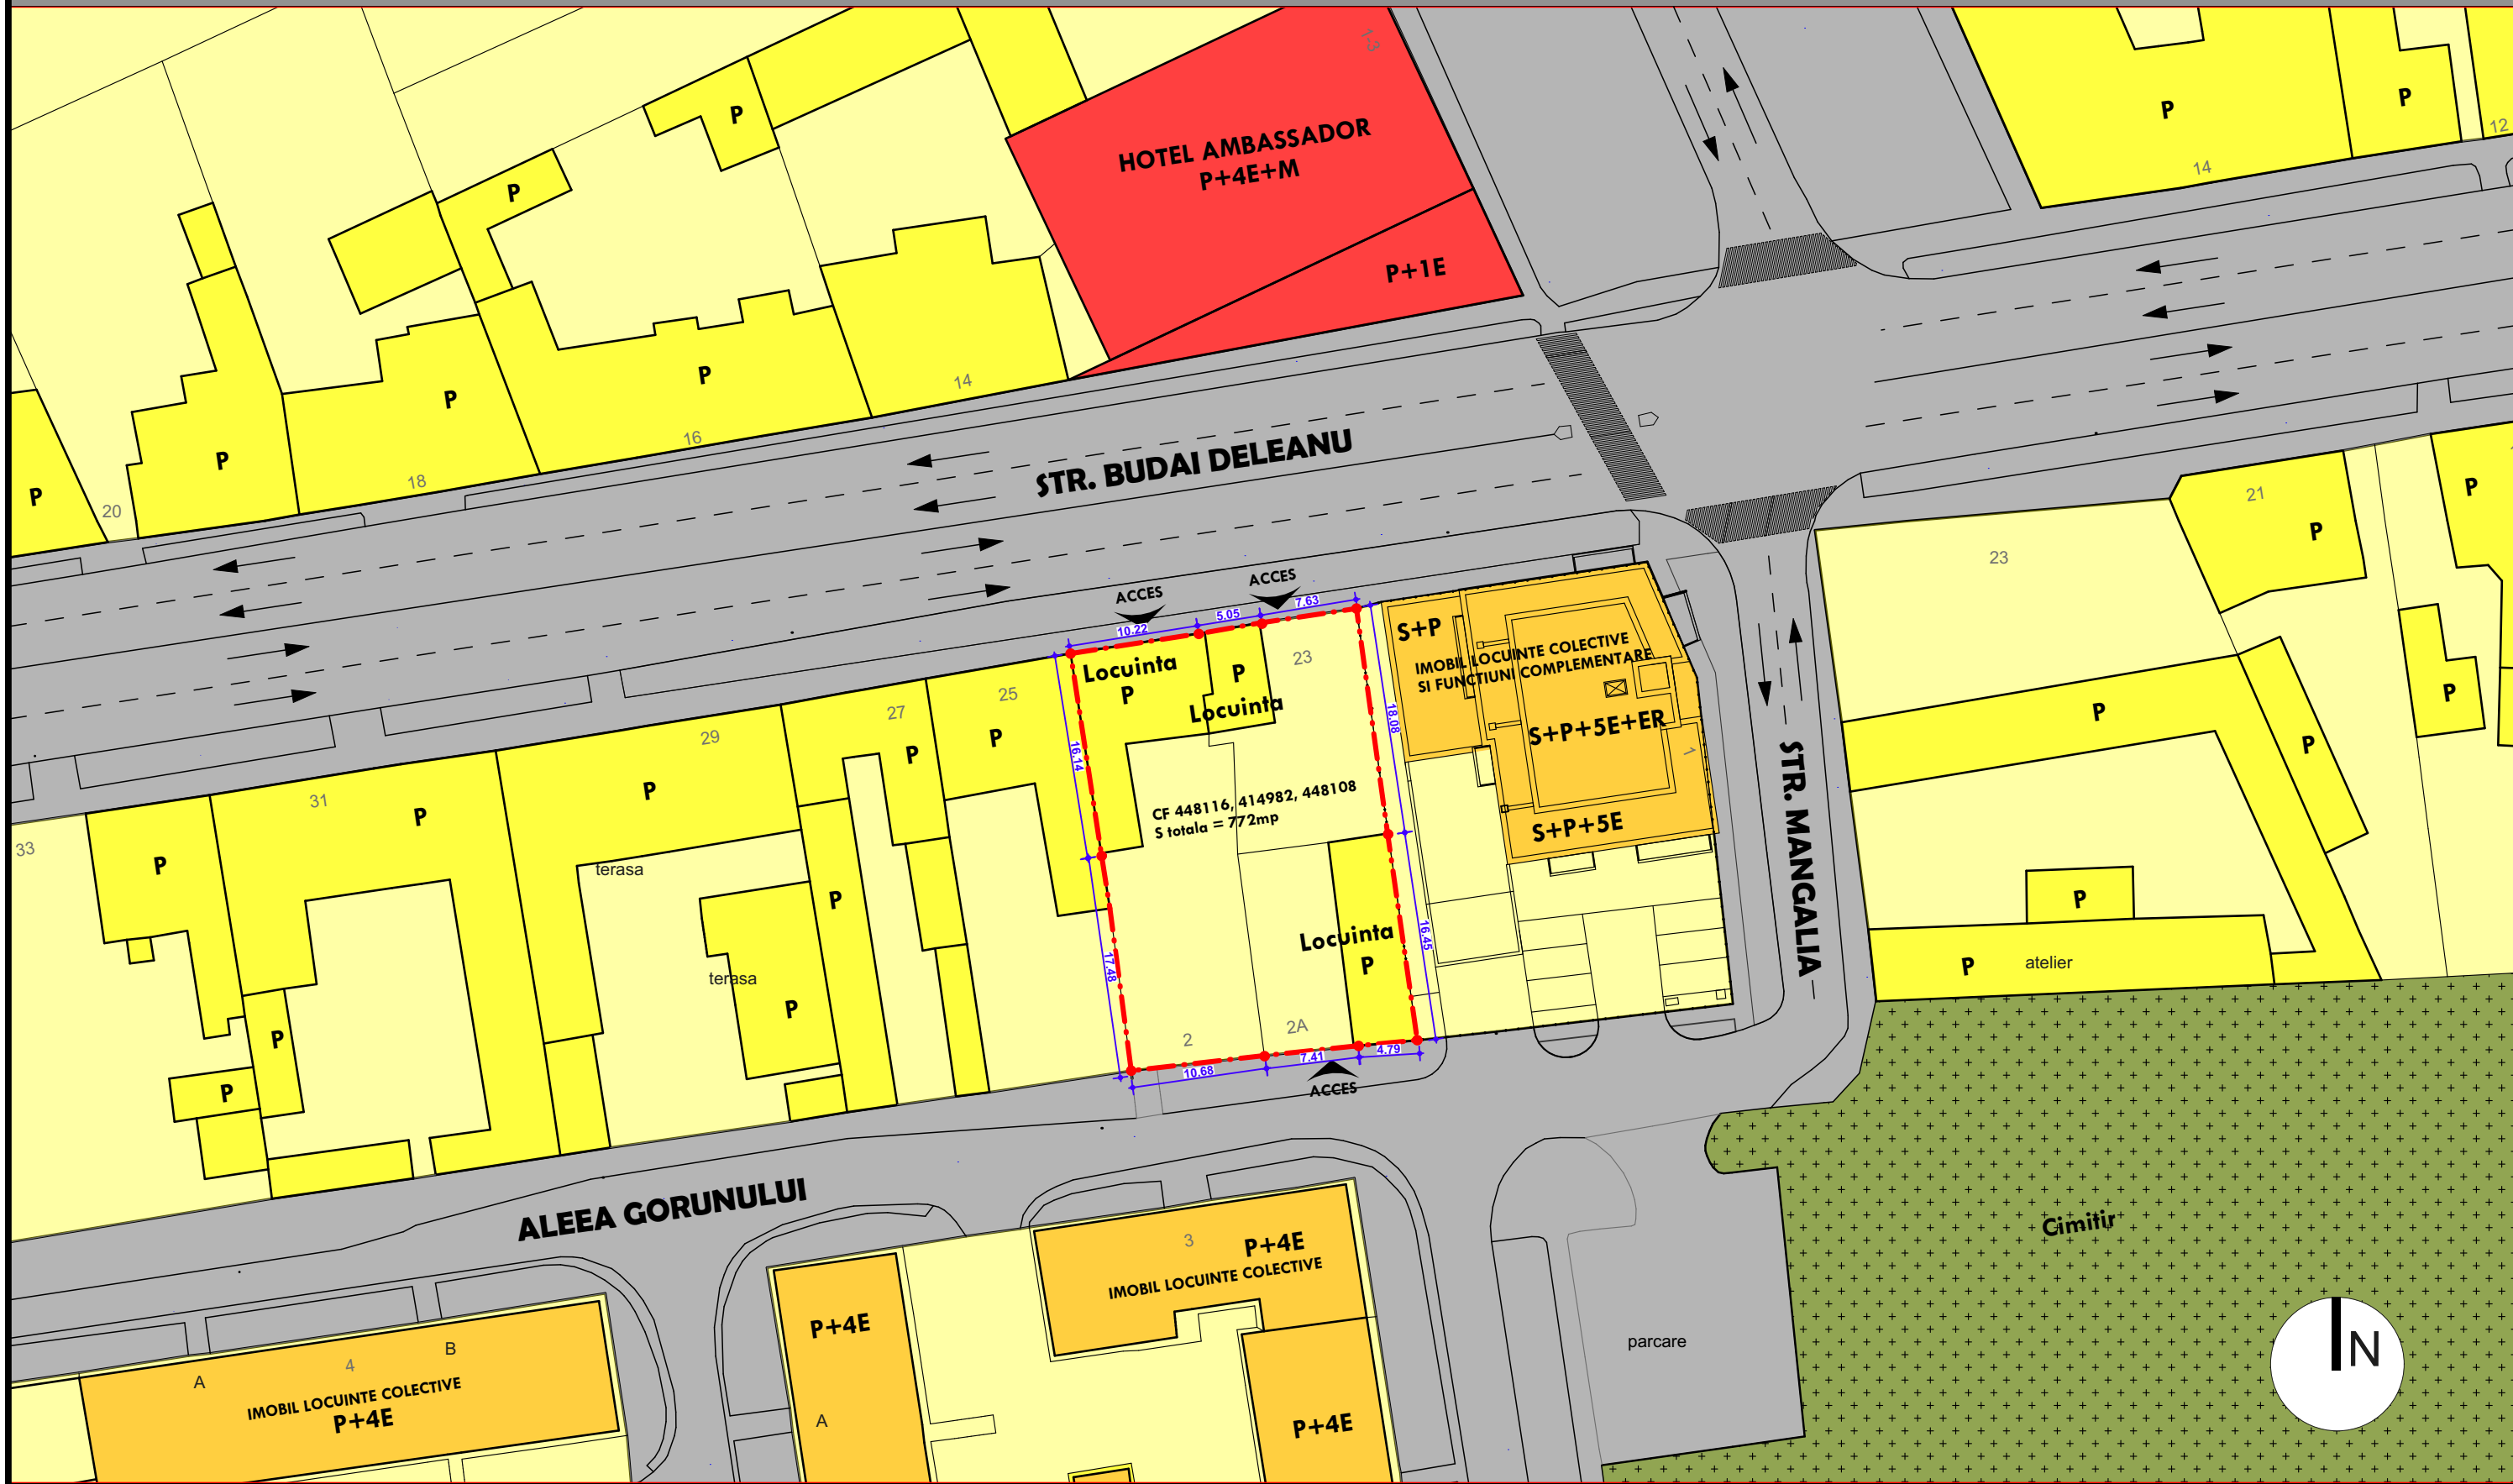 1-3
P
HOTEL AMBASSADOR
P+4E+M
P
P
12
14
P
P+1E
P
P
14
16
P
18
P
20
STR. BUDAI DELEANU
21
P
P
23
ACCES
ACCES
10.22
5.05
7.63
Locuinta
P
P
Locuinta
23
S+P
IMOBIL LOCUINTE COLECTIVE
SI FUNCTIUNI COMPLEMENTARE
S+P+5E+ER
1
S+P+5E
18.08
16.14
CF 448116, 414982, 448108
S totala = 772mp
25
P
27
P
29
P
31
P
33
P
P
P
P
STR. MANGALIA
terasa
P
terasa
P
P
P
17.48
Locuinta
P
16.45
2
2A
10.68
7.41
4.79
ACCES
P
P
atelier
ALEEA GORUNULUI
Cimitir
3
P+4E
IMOBIL LOCUINTE COLECTIVE
P+4E
A
P+4E
parcare
N
A
4
B
IMOBIL LOCUINTE COLECTIVE
P+4E